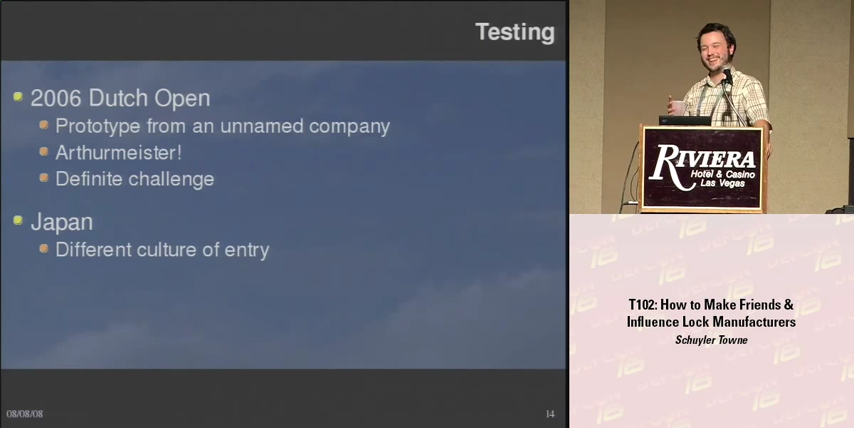 Testing
2006 Dutch Open
Prototype from an unnamed company
Arthurmeister!
Definite challenge
Japan
Different culture of entry
08/08/08
14
RIVIERA
Hotel & Casino
Las Vegas
T102: How to Make Friends &
Influence Lock Manufacturers
Schuyler Towne